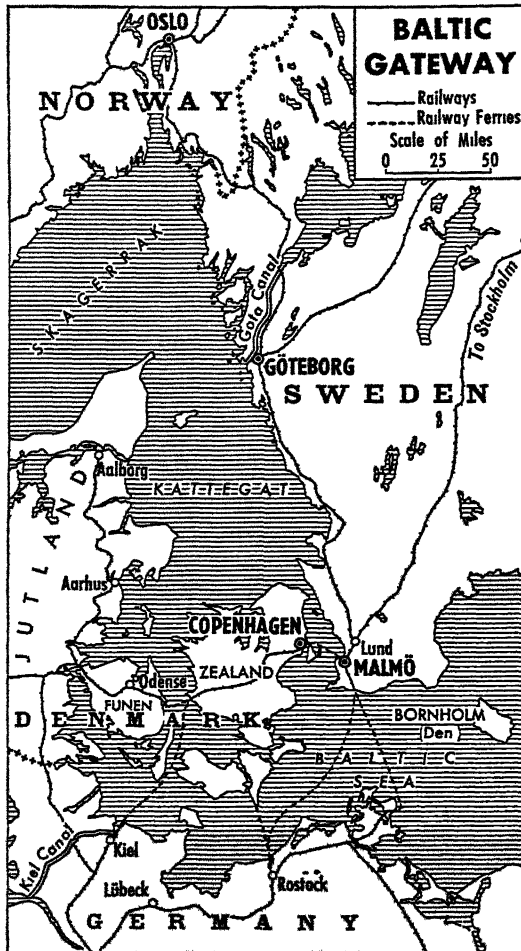 BALTIC
GATEWAY
Railways
Railway Ferries
Scale of Miles
0 25 50
OSLO
NORWAY
SKAGERRAK
Gota Canal
To Stockholm
GÖTEBORG
SWEDEN
Aalborg
KATTEGAT
JUTLAND
Aarhus
COPENHAGEN
Lund
MALMÖ
ZEALAND
Odense
FUNEN
DENMARK
BORNHOLM
(Den)
BALTIC
SEA
Kiel Canal
Kiel
Lübeck
Rostock
GERMANY